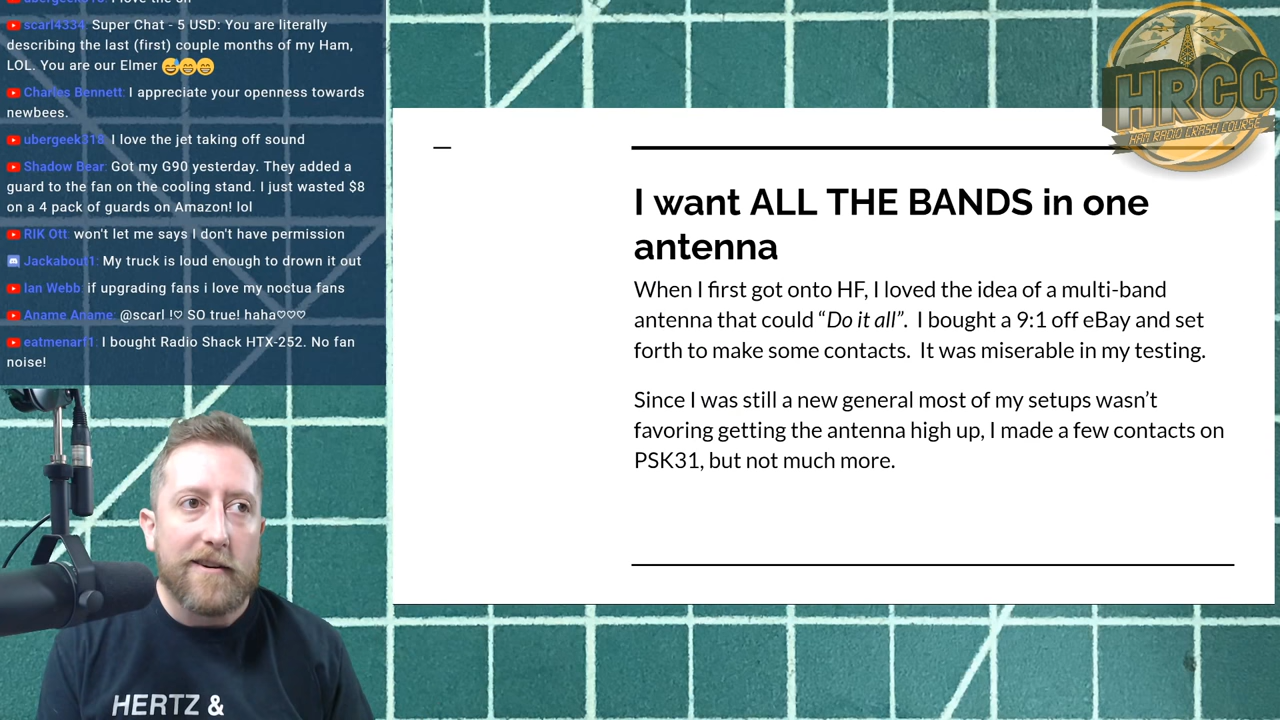 scarl4334: Super Chat - 5 USD: You are literally
describing the last (first) couple months of my Ham,
LOL. You are our Elmer 😅😁😁
Charles Bennett: I appreciate your openness towards
newbees.
ubergeek318: I love the jet taking off sound
Shadow Bear: Got my G90 yesterday. They added a
guard to the fan on the cooling stand. I just wasted $8
on a 4 pack of guards on Amazon! lol
RIK Ott: won't let me says I don't have permission
Jackabout1: My truck is loud enough to drown it out
Ian Webb: if upgrading fans i love my noctua fans
Aname Aname: @scarl !♡ SO true! haha♡♡♡
I bought Radio Shack HTX-252. No fan
noise!
HRCC
HAM RADIO CRASH COURSE
I want ALL THE BANDS in one
antenna
When I first got onto HF, I loved the idea of a multi-band
antenna that could “Do it all”. I bought a 9:1 off eBay and set
forth to make some contacts. It was miserable in my testing.
Since I was still a new general most of my setups wasn’t
favoring getting the antenna high up, I made a few contacts on
PSK31, but not much more.
HERTZ &